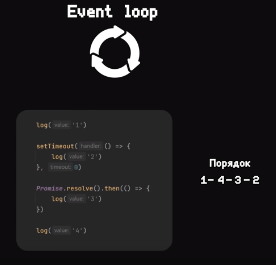 Event loop
log( value: '1')
setTimeout( handler: () => {
log( value: '2')
}, timeout: 0)
Promise.resolve().then(() => {
log( value: '3')
})
log( value: '4')
Порядок
1- 4-3-2